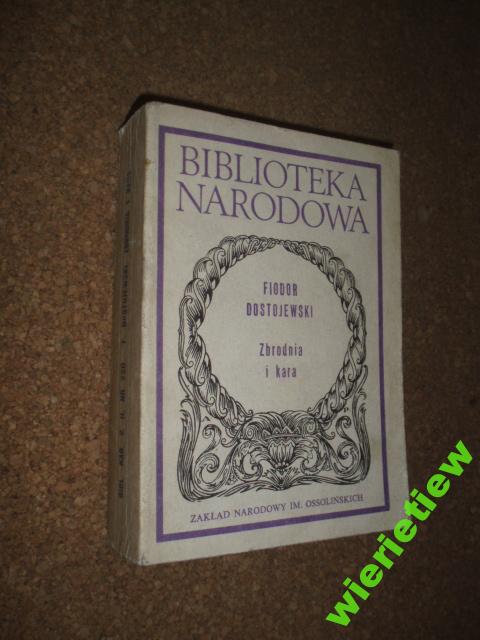 BIBLIOTEKA
NARODOWA
FIODOR
DOSTOJEWSKI
Zbrodnia
i kara
ZAKŁAD NARODOWY IM. OSSOLIŃSKICH
wierietiew